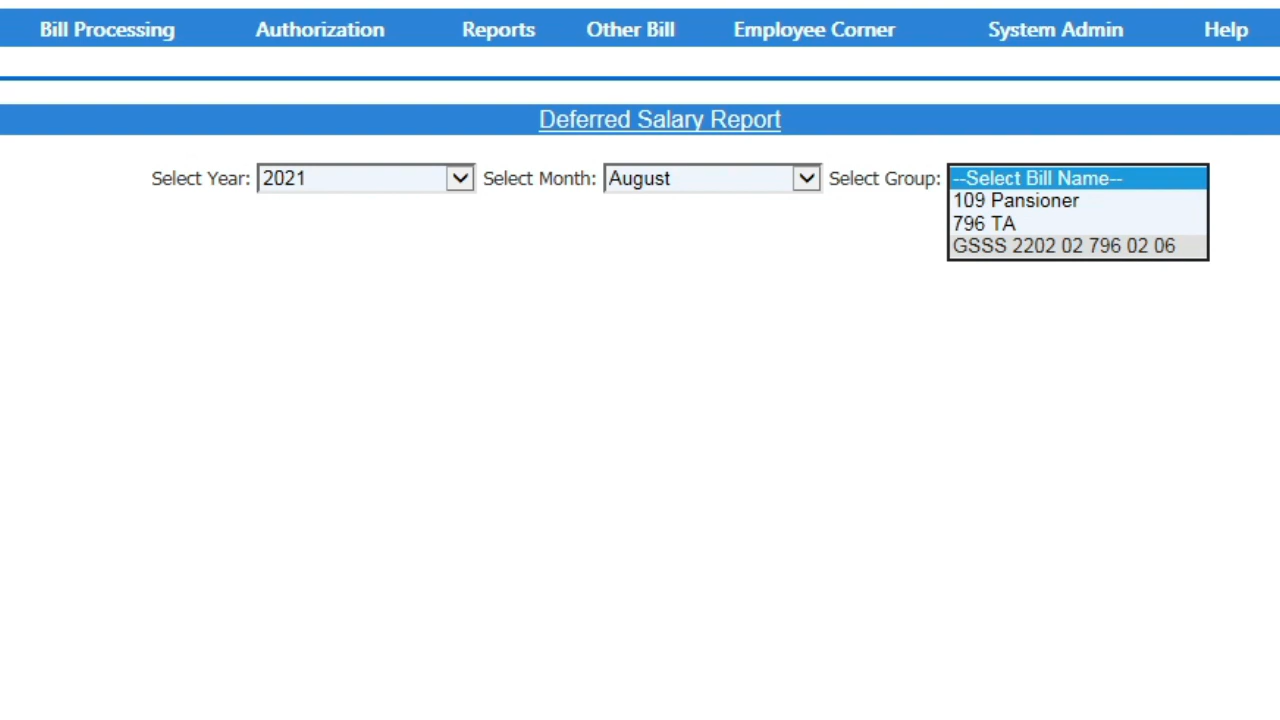 Bill Processing Authorization Reports Other Bill Employee Corner System Admin Help
Deferred Salary Report
Select Year: 2021 Select Month: August Select Group: --Select Bill Name--
109 Pansioner
796 TA
GSSS 2202 02 796 02 06